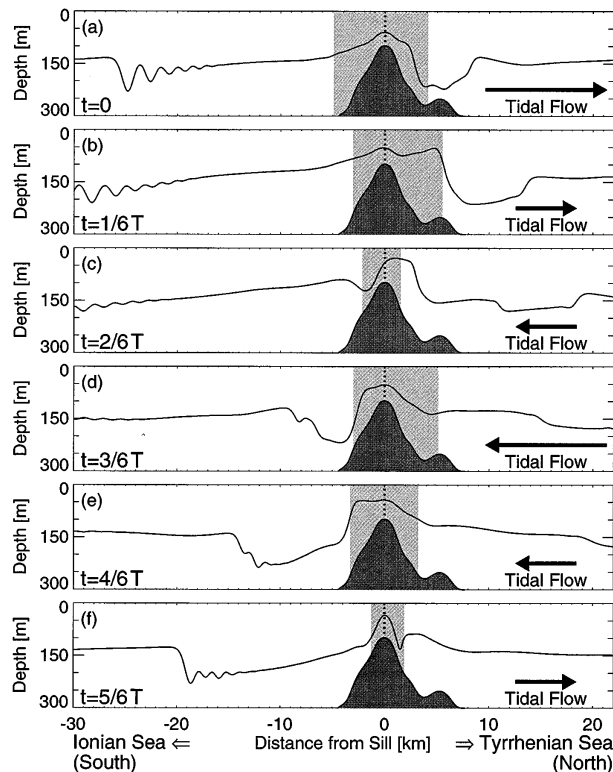 Depth [m]
0
150
300
(a)
t=0
Tidal Flow
Depth [m]
0
150
300
(b)
t=1/6T
Tidal Flow
Depth [m]
0
150
300
(c)
t=2/6T
Tidal Flow
Depth [m]
0
150
300
(d)
t=3/6T
Tidal Flow
Depth [m]
0
150
300
(e)
t=4/6T
Tidal Flow
Depth [m]
0
150
300
(f)
t=5/6T
Tidal Flow
-30 -20 -10 0 10 20
Ionian Sea ⇐ Distance from Sill [km] ⇒ Tyrrhenian Sea
(South) (North)